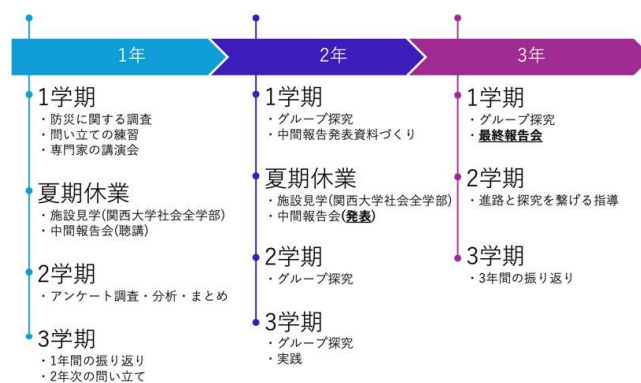 1年
2年
3年
1学期
・防災に関する調査
・問い立ての練習
・専門家の講演会
夏期休業
・施設見学(関西大学社会全学部)
・中間報告会(聴講)
2学期
・アンケート調査・分析・まとめ
3学期
・1年間の振り返り
・2年次の問い立て
1学期
・グループ探究
・中間報告発表資料づくり
夏期休業
・施設見学(関西大学社会全学部)
・中間報告会(発表)
2学期
・グループ探究
3学期
・グループ探究
・実践
1学期
・グループ探究
・最終報告会
2学期
・進路と探究を繋げる指導
3学期
・3年間の振り返り